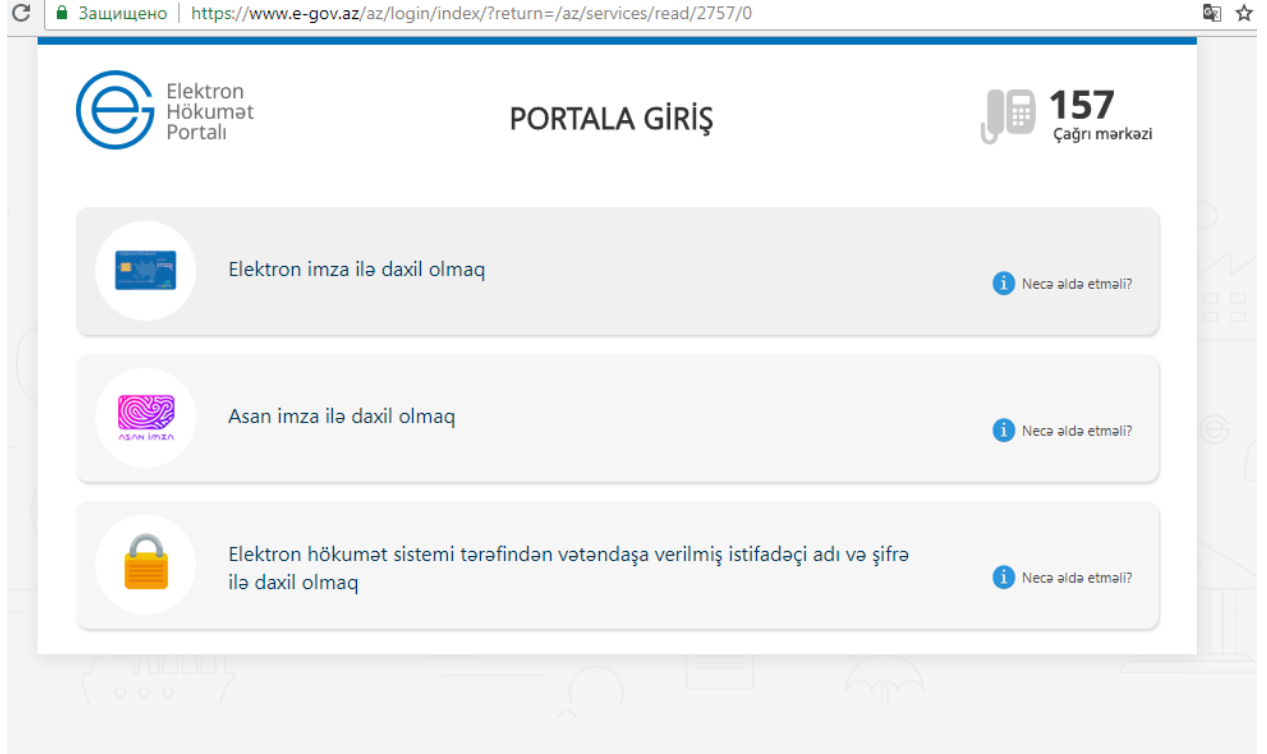 Защищено
https://www.e-gov.az/az/login/index/?return=/az/services/read/2757/0
Elektron
Hökumət
Portalı
PORTALA GİRİŞ
157
Çağrı mərkəzi
Elektron imza ilə daxil olmaq
Necə əldə etməli?
Asan imza ilə daxil olmaq
ASAN İMZA
Necə əldə etməli?
Elektron hökumət sistemi tərəfindən vətəndaşa verilmiş istifadəçi adı və şifrə
ilə daxil olmaq
Necə əldə etməli?